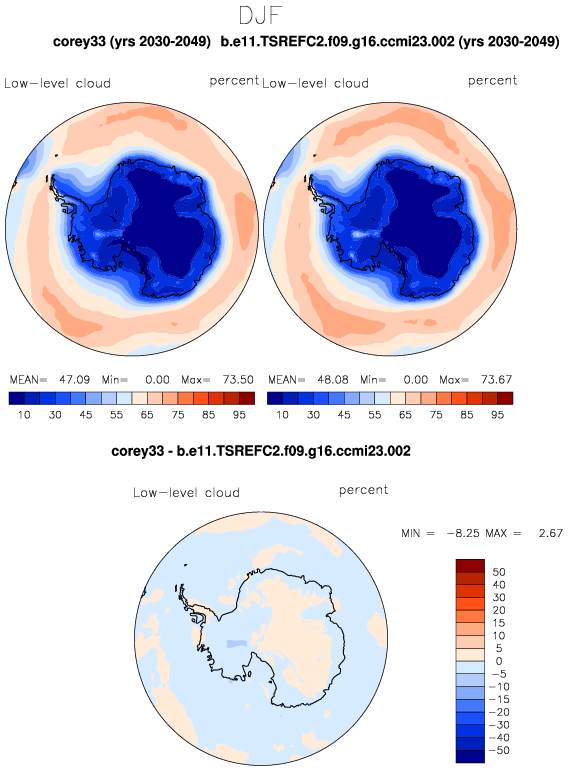 DJF
corey33 (yrs 2030-2049) b.e11.TSREFC2.f09.g16.ccmi23.002 (yrs 2030-2049)
Low-level cloud percent Low-level cloud percent
MEAN= 47.09 Min= 0.00 Max= 73.50 MEAN= 48.08 Min= 0.00 Max= 73.67
10 30 45 55 65 75 85 95 10 30 45 55 65 75 85 95
corey33 - b.e11.TSREFC2.f09.g16.ccmi23.002
Low-level cloud percent
MIN = -8.25 MAX = 2.67
50
40
30
20
15
10
5
0
-5
-10
-15
-20
-30
-40
-50